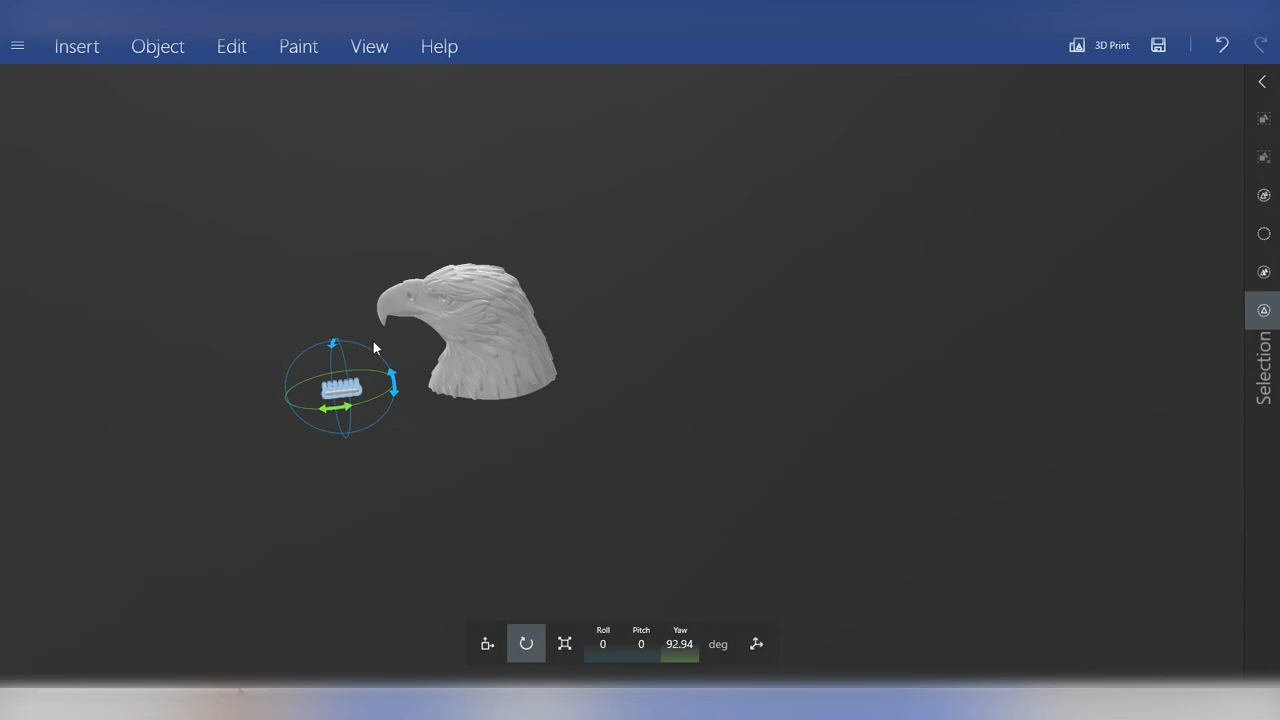 Insert Object Edit Paint View Help 3D Print
Selection
Roll Pitch Yaw
0 0 92.94 deg